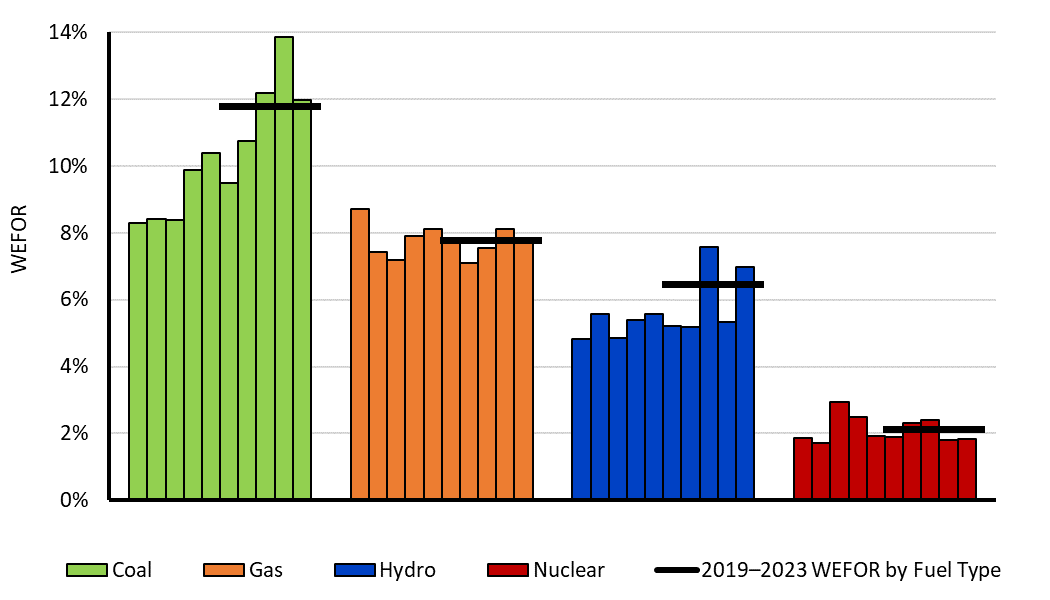 14%
12%
10%
8%
6%
4%
2%
0%
WEFOR
Coal
Gas
Hydro
Nuclear
2019–2023 WEFOR by Fuel Type